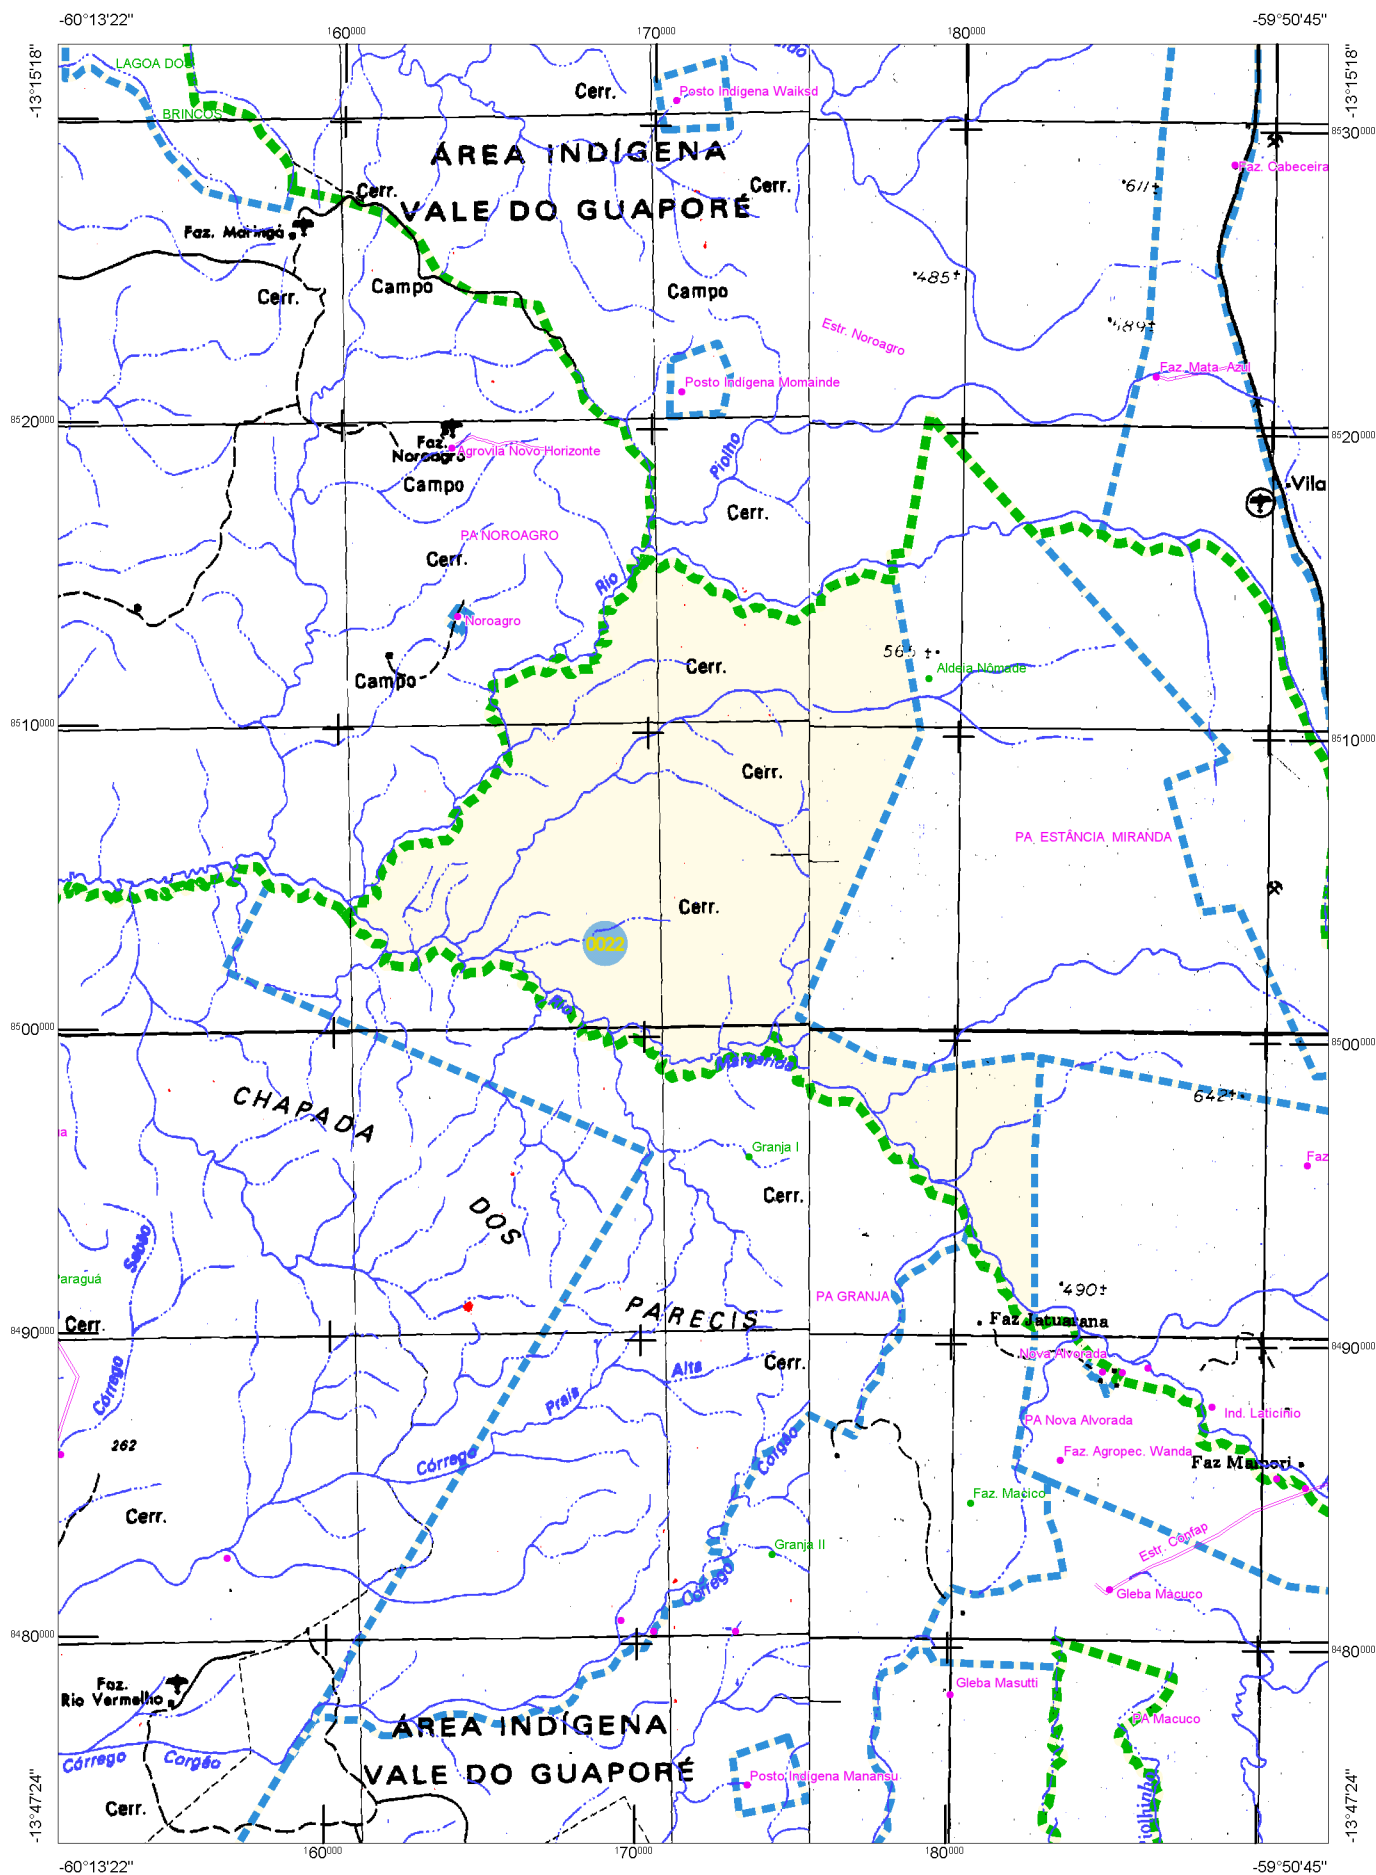 -60°13'22"
-59°50'45"
160000
170000
180000
-13°15'18"
-13°15'18"
LAGOA DOS
BRINCOS
Cerr.
Posto Indígena Waiksd
8530000
ÁREA INDÍGENA
VALE DO GUAPORÉ
Cerr.
Cerr.
611
Faz. Cabeceira
Faz. Maringá
Cerr.
Campo
Campo
485
Estr. Noroagro
489
Faz. Mata Azul
Posto Indígena Momainde
8520000
8520000
Faz.
Noroagro
Agrovila Novo Horizonte
Campo
Piolho
Vila
Cerr.
PA NOROAGRO
Cerr.
Rio
Noroagro
Cerr.
Aldeia Nômade
Campo
8510000
8510000
Cerr.
PA ESTÂNCIA MIRANDA
Cerr.
0022
Rio
8500000
8500000
Margarida
CHAPADA
642
Granja I
Faz
Cerr.
DOS
Sabão
Paraguá
PA GRANJA
490
PARECIS
Faz Jatuarana
Cerr.
8490000
8490000
Nova Alvorada
Cerr.
Alta
Praia
Córrego
PA Nova Alvorada
Ind. Laticínio
262
Córrego
Corgão
Faz. Agropec. Wanda
Faz Mamori
Faz. Macico
Cerr.
Estr. Confap
Granja II
Córrego
Gleba Macuco
8480000
8480000
Faz.
Rio Vermelho
Gleba Masutti
PA Macuco
ÁREA INDÍGENA
VALE DO GUAPORÉ
Córrego Corgão
Posto Indígena Manansu
Cerr.
iolhinho
-13°47'24"
-13°47'24"
160000
170000
180000
-60°13'22"
-59°50'45"